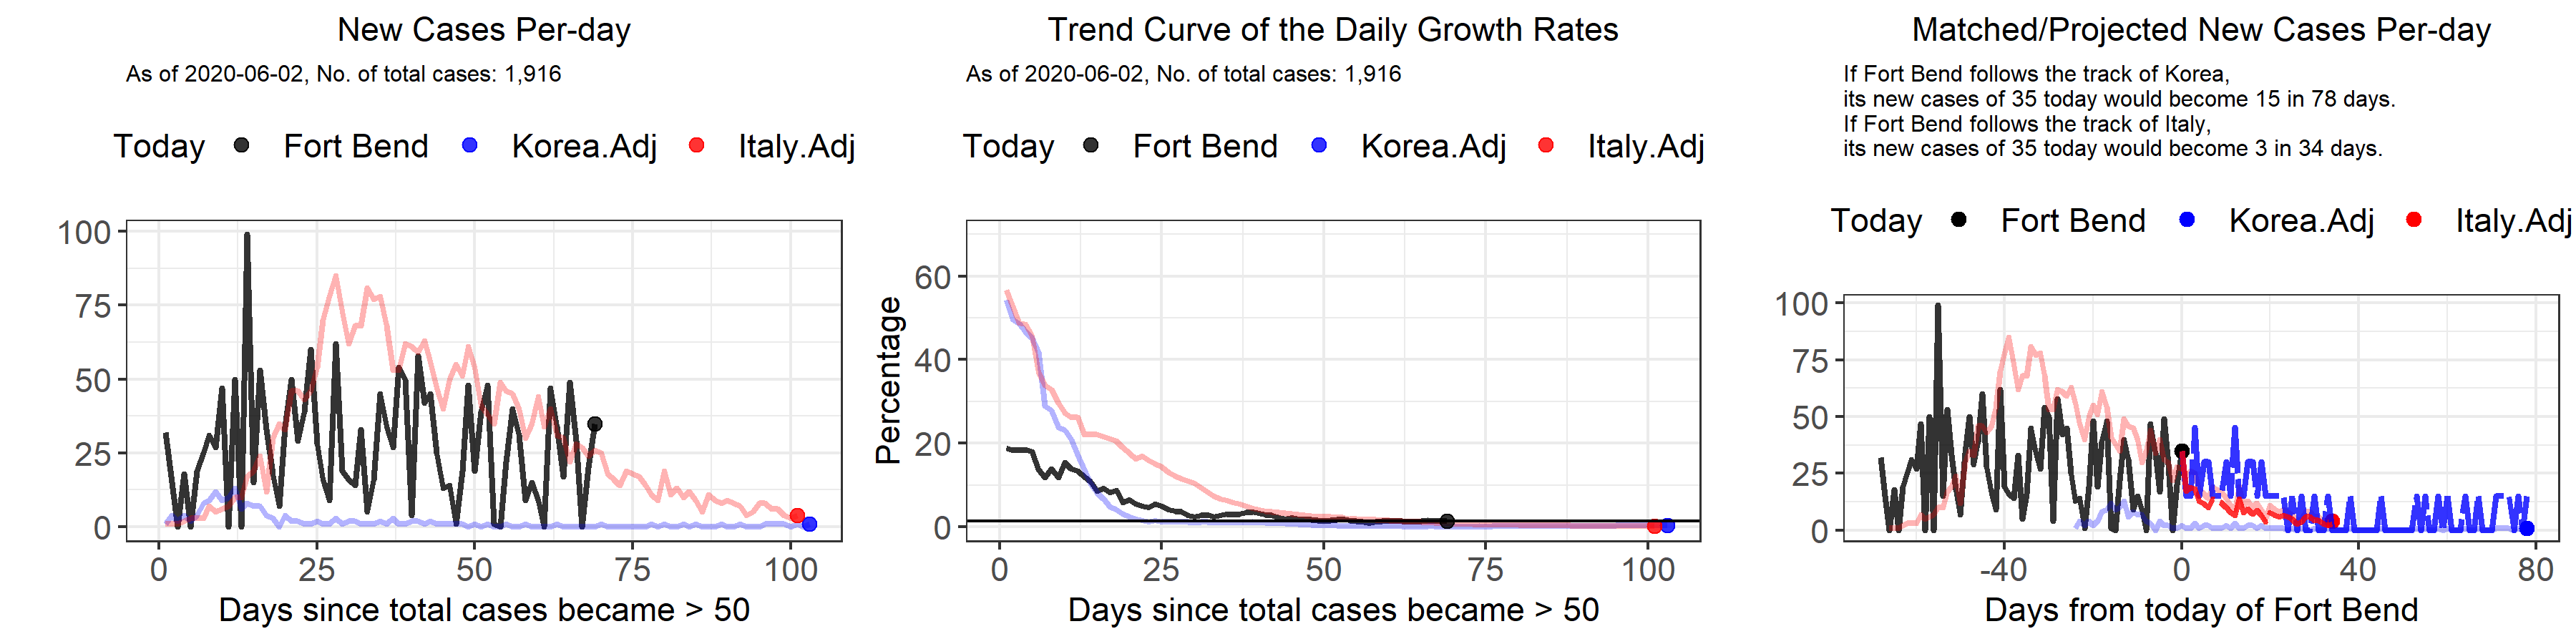 New Cases Per-day
As of 2020-06-02, No. of total cases: 1,916
Today Fort Bend Korea.Adj Italy.Adj
100
75
50
25
0
0 25 50 75 100
Days since total cases became > 50
Trend Curve of the Daily Growth Rates
As of 2020-06-02, No. of total cases: 1,916
Today Fort Bend Korea.Adj Italy.Adj
Percentage
60
40
20
0
0 25 50 75 100
Days since total cases became > 50
Matched/Projected New Cases Per-day
If Fort Bend follows the track of Korea,
its new cases of 35 today would become 15 in 78 days.
If Fort Bend follows the track of Italy,
its new cases of 35 today would become 3 in 34 days.
Today Fort Bend Korea.Adj Italy.Adj
100
75
50
25
0
-40 0 40 80
Days from today of Fort Bend